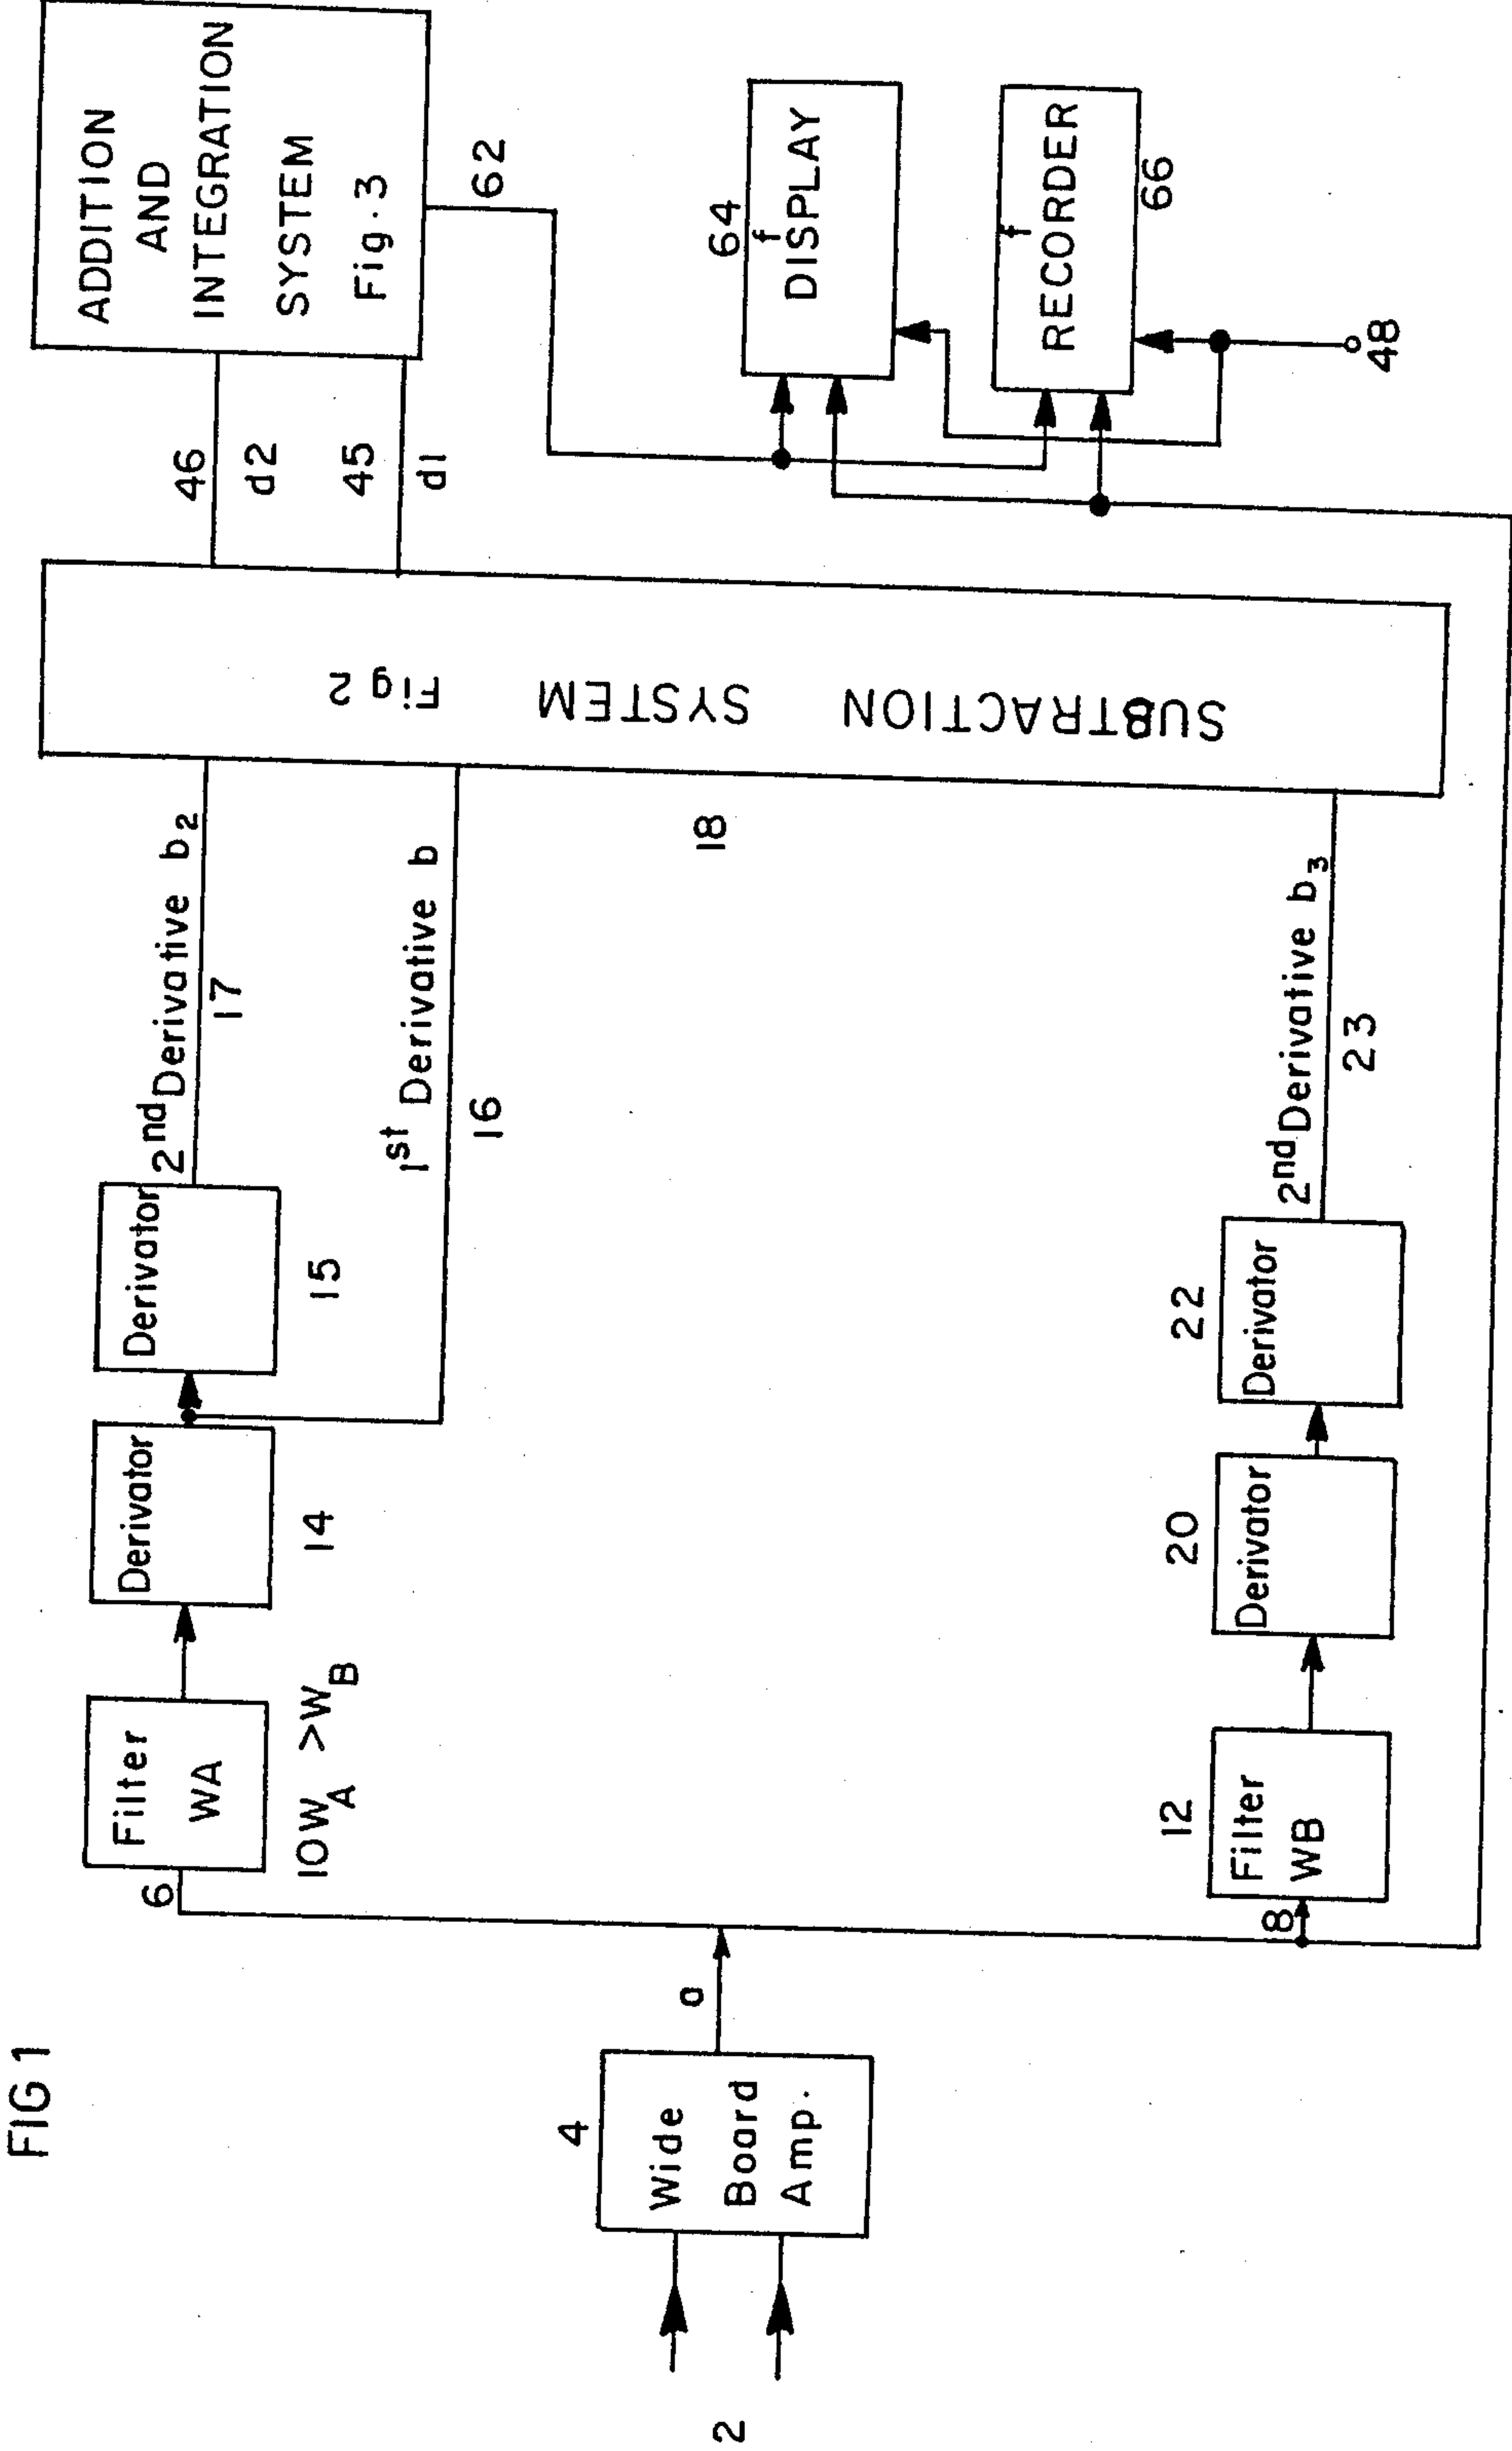 FIG 1
2
4
Wide
Board
Amp.
a
6
Filter
WA
10W_A >W_B
Derivator
14
Derivator
15
2nd Derivative b2
17
1st Derivative b
16
8
12
Filter
WB
20
Derivator
22
Derivator
2nd Derivative b3
23
18
SUBTRACTION SYSTEM Fig 2
46
d2
45
d1
ADDITION
AND
INTEGRATION
SYSTEM
Fig. 3
62
64
f
DISPLAY
f
RECORDER
66
48